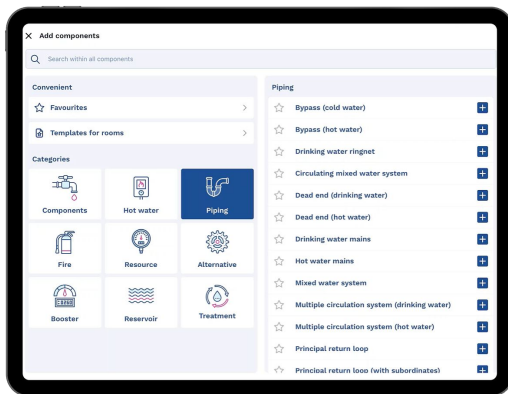 Add components
Search within all components
Convenient
Favourites
Templates for rooms
Categories
Components
Hot water
Piping
Fire
Resource
Alternative
Booster
Reservoir
Treatment
Piping
Bypass (cold water)
Bypass (hot water)
Drinking water ringnet
Circulating mixed water system
Dead end (drinking water)
Dead end (hot water)
Drinking water mains
Hot water mains
Mixed water system
Multiple circulation system (drinking water)
Multiple circulation system (hot water)
Principal return loop
Principal return loop (with subordinates)